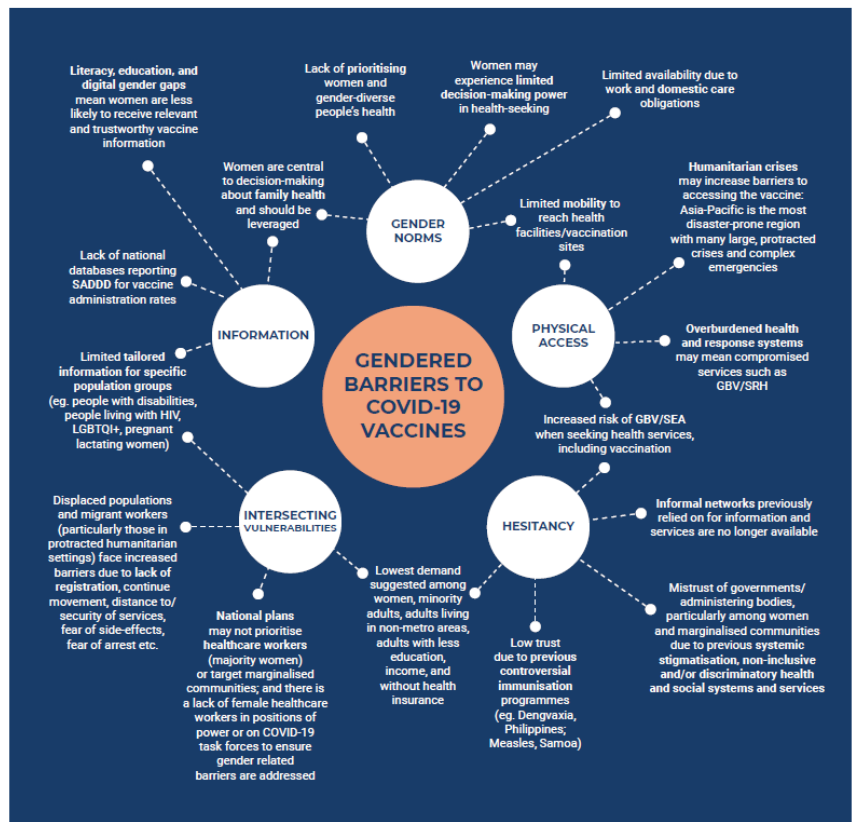 Literacy, education, and
digital gender gaps
mean women are less
likely to receive relevant
and trustworthy vaccine
information
Lack of prioritising
women and
gender-diverse
people's health
Women may
experience limited
decision-making power
in health-seeking
Limited availability due to
work and domestic care
obligations
Women are central
to decision-making
about family health
and should be
leveraged
GENDER
NORMS
Limited mobility to
reach health
facilities/vaccination
sites
Humanitarian crises
may increase barriers to
accessing the vaccine:
Asia-Pacific is the most
disaster-prone region
with many large, protracted
crises and complex
emergencies
Lack of national
databases reporting
SADDD for vaccine
administration rates
INFORMATION
GENDERED
BARRIERS TO
COVID-19
VACCINES
PHYSICAL
ACCESS
Overburdened health
and response systems
may mean compromised
services such as
GBV/SRH
Limited tailored
information for specific
population groups
(eg. people with disabilities,
people living with HIV,
LGBTQI+, pregnant
lactating women)
Increased risk of GBV/SEA
when seeking health services,
including vaccination
INTERSECTING
VULNERABILITIES
HESITANCY
Informal networks previously
relied on for information and
services are no longer available
Displaced populations
and migrant workers
(particularly those in
protracted humanitarian
settings) face increased
barriers due to lack of
registration, continue
movement, distance to/
security of services,
fear of side-effects,
fear of arrest etc.
National plans
may not prioritise
healthcare workers
(majority women)
or target marginalised
communities; and there is
a lack of female healthcare
workers in positions of
power or on COVID-19
task forces to ensure
gender related
barriers are addressed
Lowest demand
suggested among
women, minority
adults, adults living
in non-metro areas,
adults with less
education,
income, and
without health
insurance
Low trust
due to previous
controversial
immunisation
programmes
(eg. Dengvaxia,
Philippines;
Measles, Samoa)
Mistrust of governments/
administering bodies,
particularly among women
and marginalised communities
due to previous systemic
stigmatisation, non-inclusive
and/or discriminatory health
and social systems and services